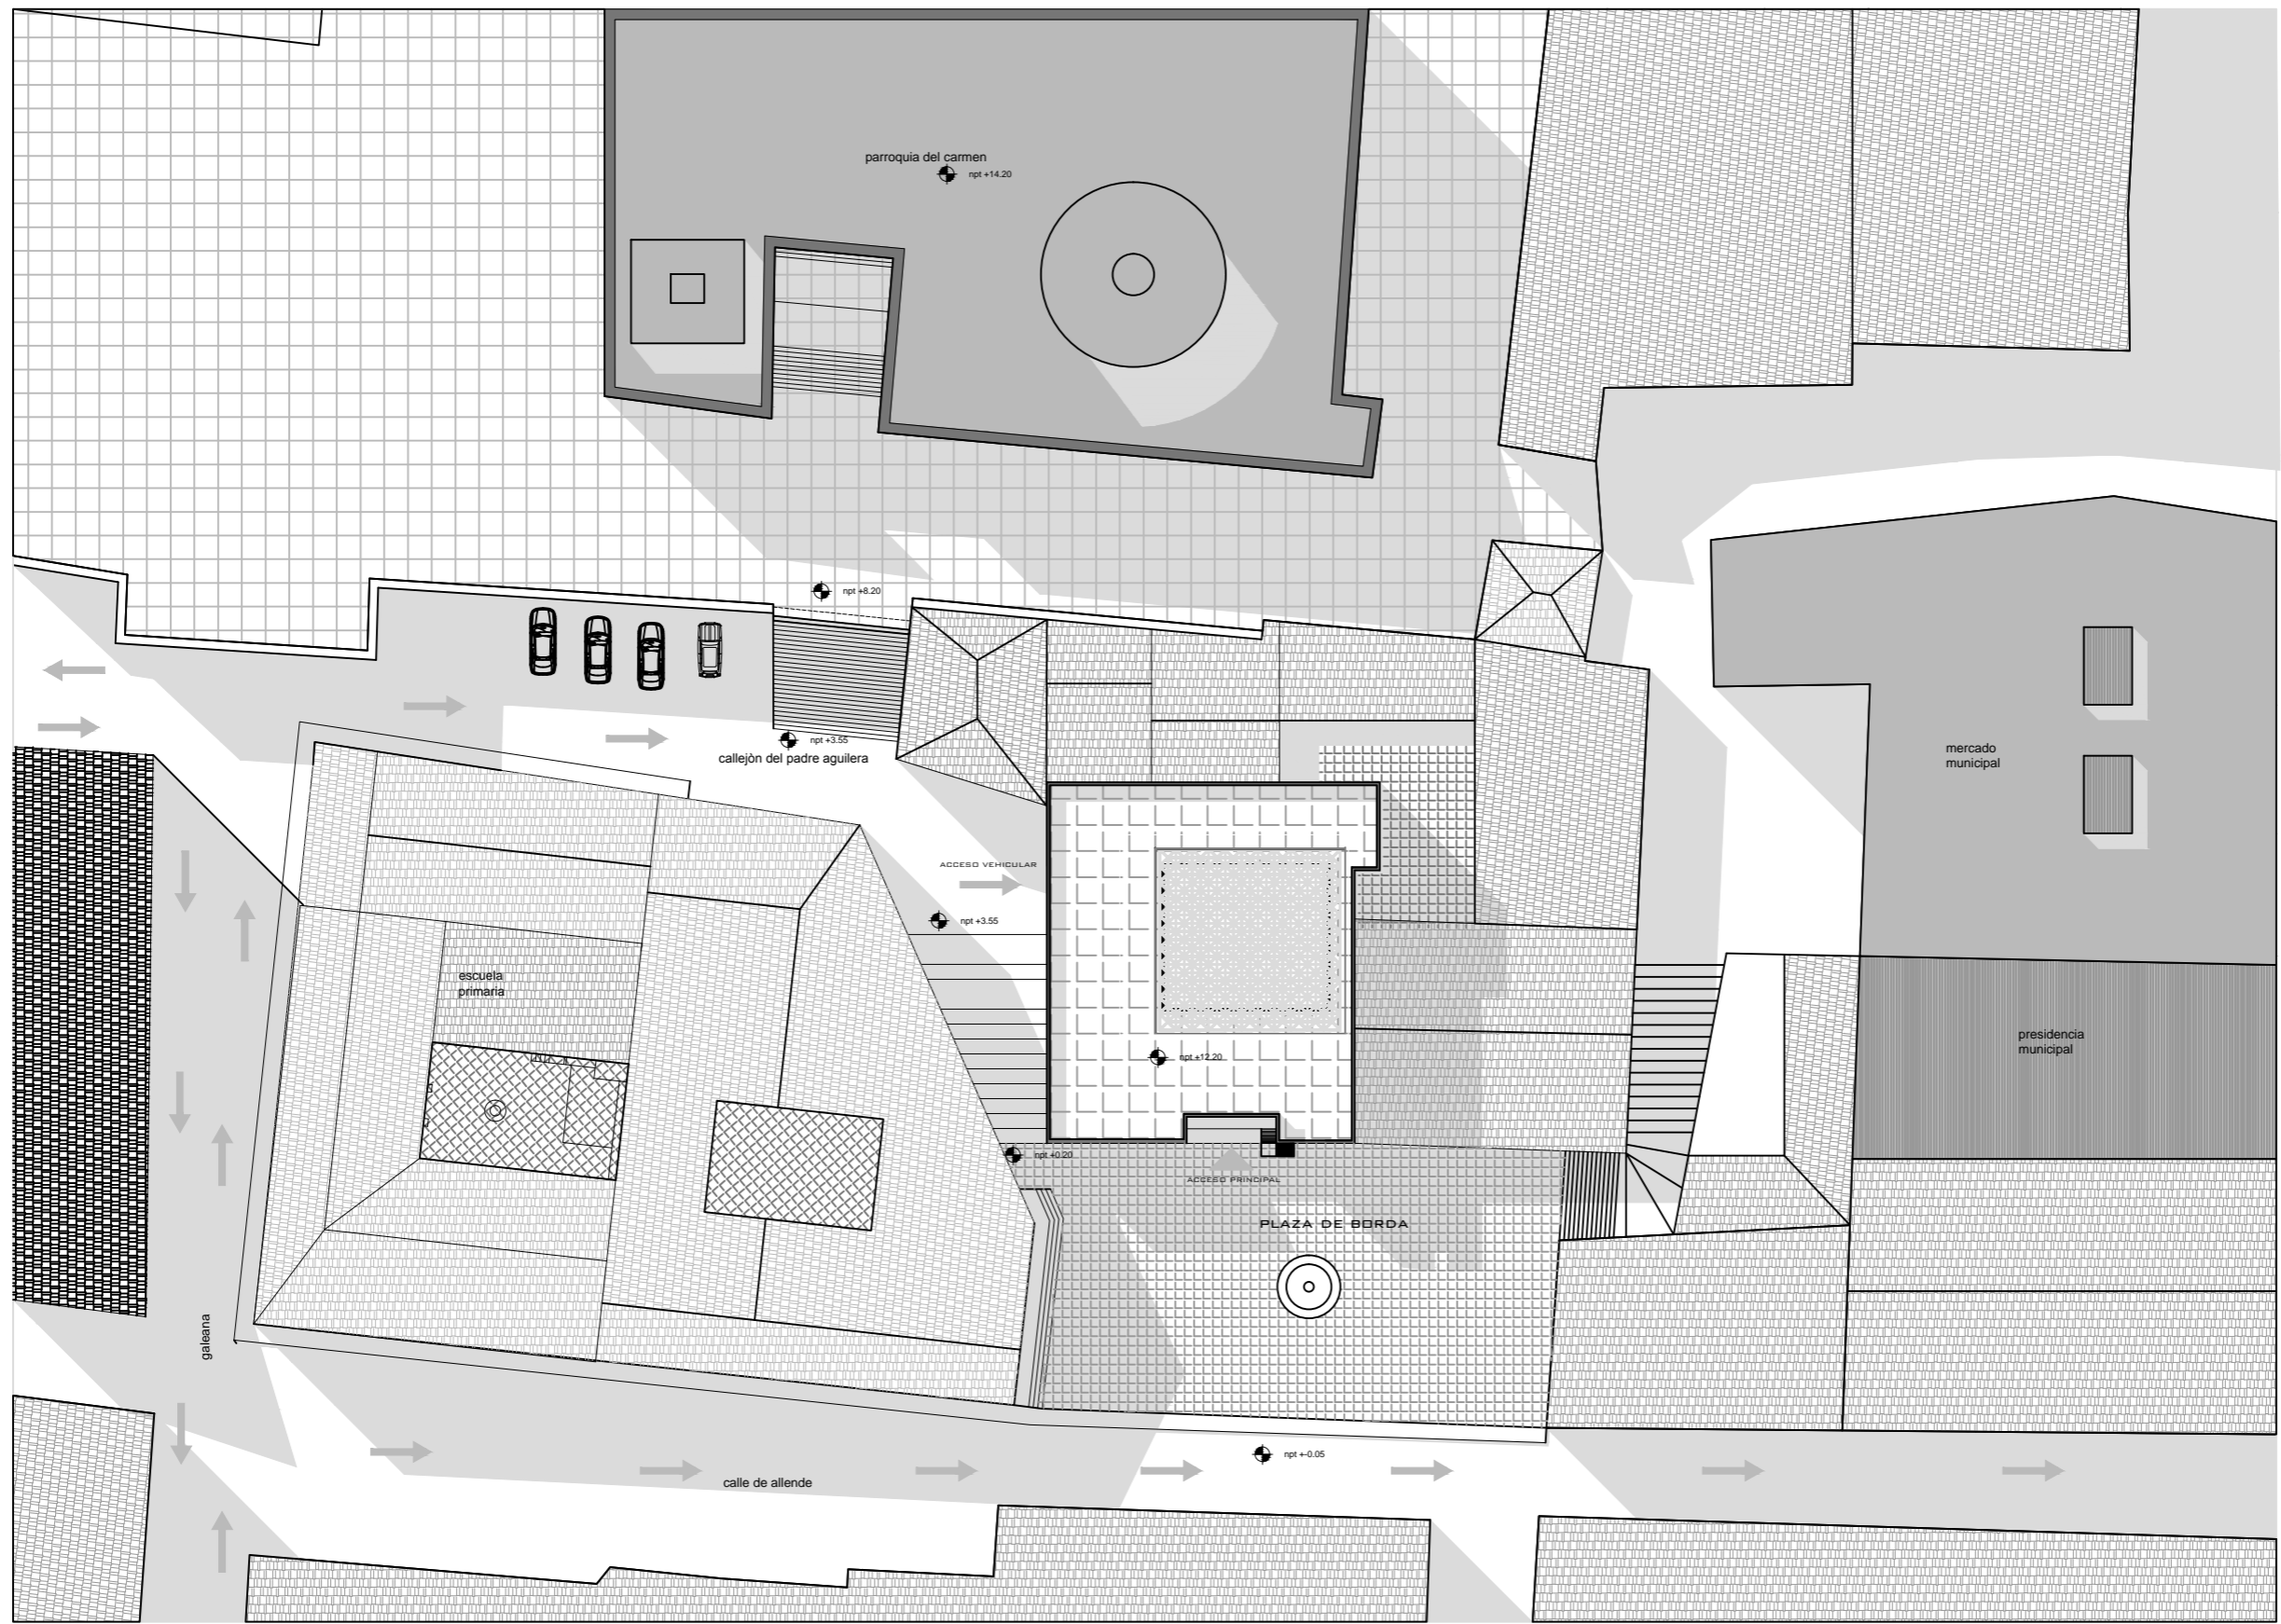 parroquia del carmen
npt +14.20
npt +8.20
npt +3.55
callejòn del padre aguilera
mercado
municipal
ACCESO VEHICULAR
npt +3.55
escuela
primaria
presidencia
municipal
npt +12.20
npt +0.20
ACCESO PRINCIPAL
PLAZA DE BORDA
galeana
npt +-0.05
calle de allende